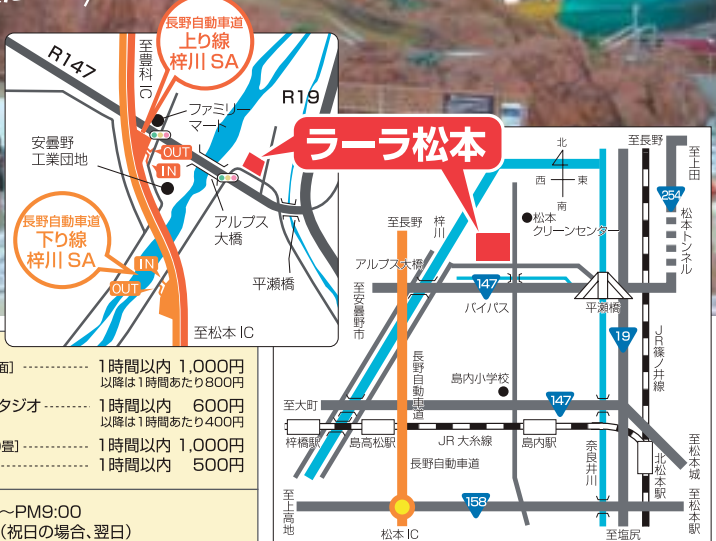 長野自動車道
上り線
梓川 SA
至豊科IC
R147
R19
ファミリー
マート
安曇野
工業団地
OUT
IN
長野自動車道
下り線
梓川 SA
IN
OUT
アルプス
大橋
平瀬橋
至松本 IC
ラーラ松本
北
西
東
南
至長野
至上田
254
松本トンネル
松本
クリーンセンター
梓川
至長野
アルプス大橋
147
バイパス
平瀬橋
至安曇野市
19
JR篠ノ井線
長野自動車道
島内小学校
147
至大町
梓橋駅
島高松駅
JR 大糸線
島内駅
長野自動車道
奈良井川
北松本駅
至松本城
至上高地
158
至松本駅
松本 IC
至塩尻
面] 1時間以内 1,000円
以降は1時間あたり800円
タジオ 1時間以内 600円
以降は1時間あたり400円
畳] 1時間以内 1,000円
1時間以内 500円
〜PM9:00
(祝日の場合、翌日)